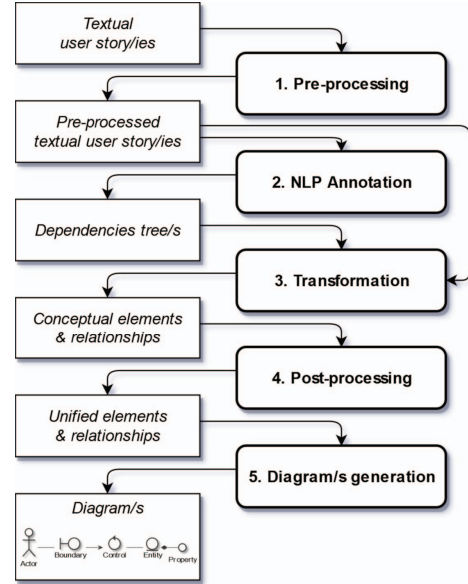 Textual
user story/ies
1. Pre-processing
Pre-processed
textual user story/ies
2. NLP Annotation
Dependencies tree/s
3. Transformation
Conceptual elements
& relationships
4. Post-processing
Unified elements
& relationships
5. Diagram/s generation
Diagram/s
Actor Boundary Control Entity Property